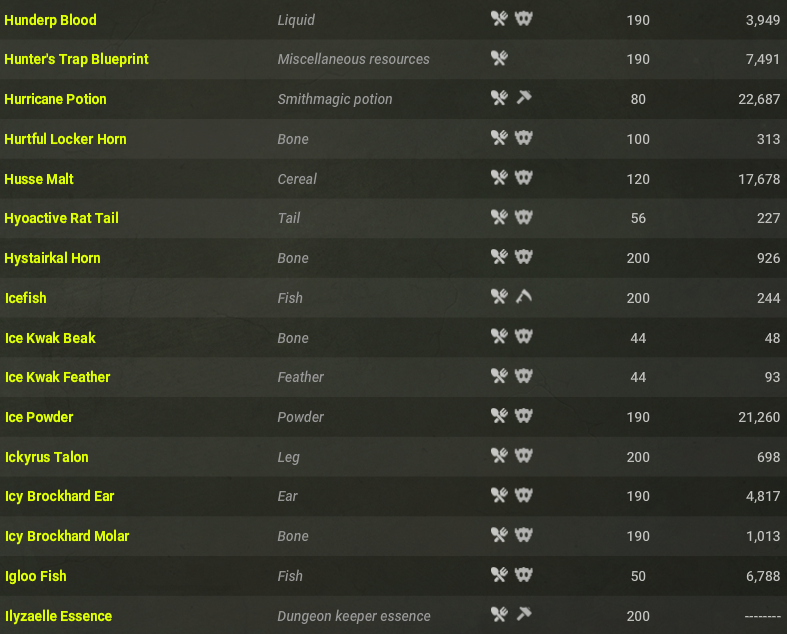 Hunderp Blood Liquid 190 3,949
Hunter's Trap Blueprint Miscellaneous resources 190 7,491
Hurricane Potion Smithmagic potion 80 22,687
Hurtful Locker Horn Bone 100 313
Husse Malt Cereal 120 17,678
Hyoactive Rat Tail Tail 56 227
Hystairkal Horn Bone 200 926
Icefish Fish 200 244
Ice Kwak Beak Bone 44 48
Ice Kwak Feather Feather 44 93
Ice Powder Powder 190 21,260
Ickyrus Talon Leg 200 698
Icy Brockhard Ear Ear 190 4,817
Icy Brockhard Molar Bone 190 1,013
Igloo Fish Fish 50 6,788
Ilyzaelle Essence Dungeon keeper essence 200 --------